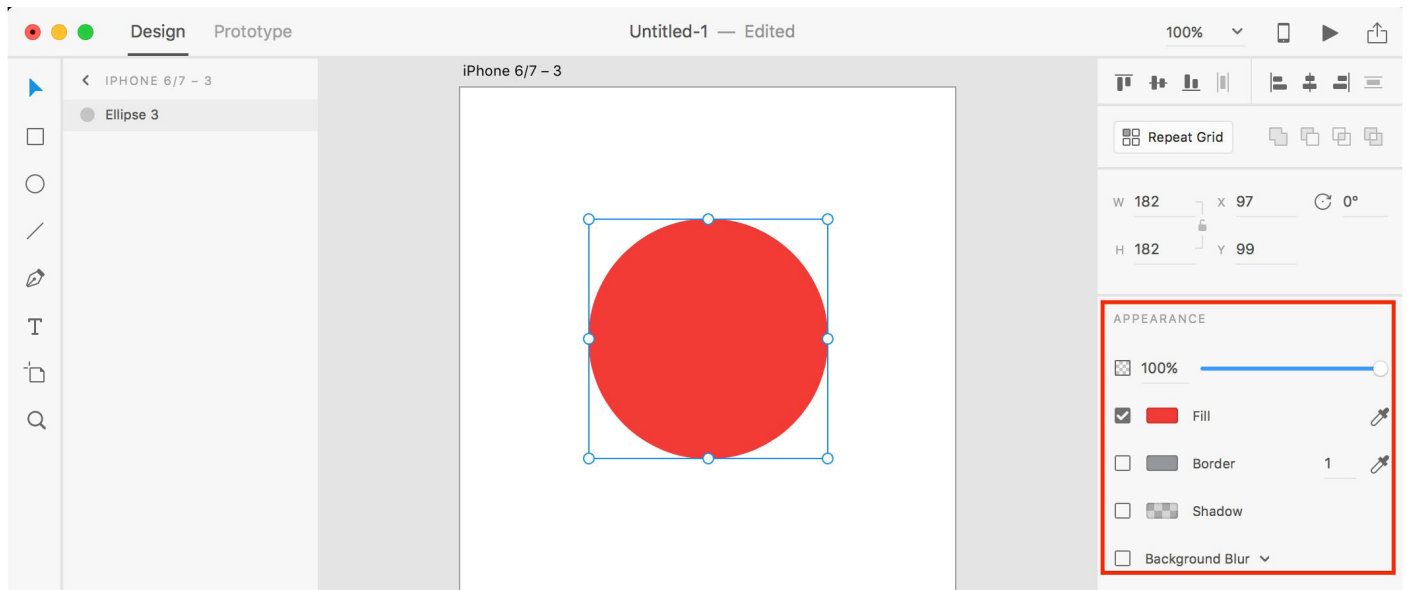 Design Prototype Untitled-1 — Edited 100%
IPHONE 6/7 – 3
Ellipse 3
T
iPhone 6/7 – 3
Repeat Grid
W 182 X 97 0°
H 182 Y 99
APPEARANCE
100%
Fill
Border 1
Shadow
Background Blur